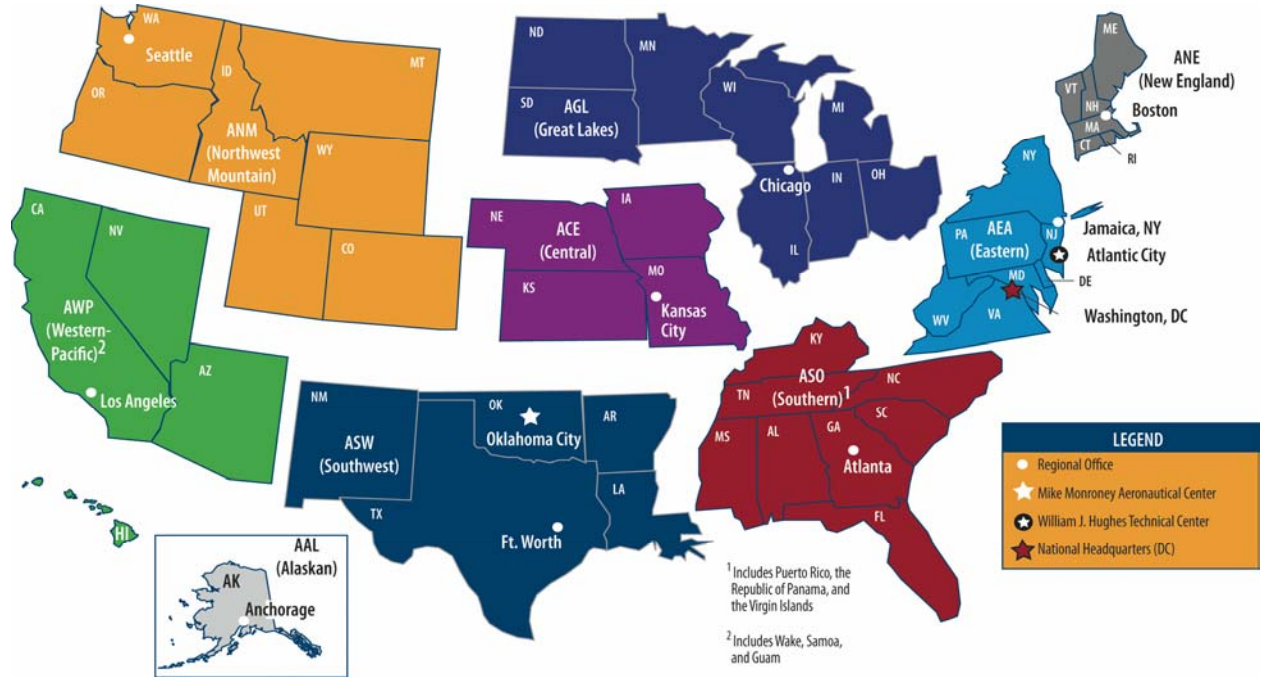 WA
Seattle
OR
ID
MT
ANM
(Northwest
Mountain)
WY
UT
CO
CA
NV
AWP
(Western-
Pacific)2
AZ
Los Angeles
HI
AAL
(Alaskan)
AK
Anchorage
ND
SD
MN
AGL
(Great Lakes)
WI
MI
Chicago
IL
IN
OH
NE
IA
ACE
(Central)
KS
MO
Kansas
City
NM
OK
Oklahoma City
AR
ASW
(Southwest)
TX
LA
Ft. Worth
KY
TN
ASO
(Southern)1
NC
SC
MS
AL
GA
Atlanta
FL
ME
VT
NH
MA
CT
RI
ANE
(New England)
Boston
NY
PA
AEA
(Eastern)
NJ
Jamaica, NY
Atlantic City
MD
DE
WV
VA
Washington, DC
LEGEND
Regional Office
Mike Monroney Aeronautical Center
William J. Hughes Technical Center
National Headquarters (DC)
1 Includes Puerto Rico, the
Republic of Panama, and
the Virgin Islands
2 Includes Wake, Samoa,
and Guam